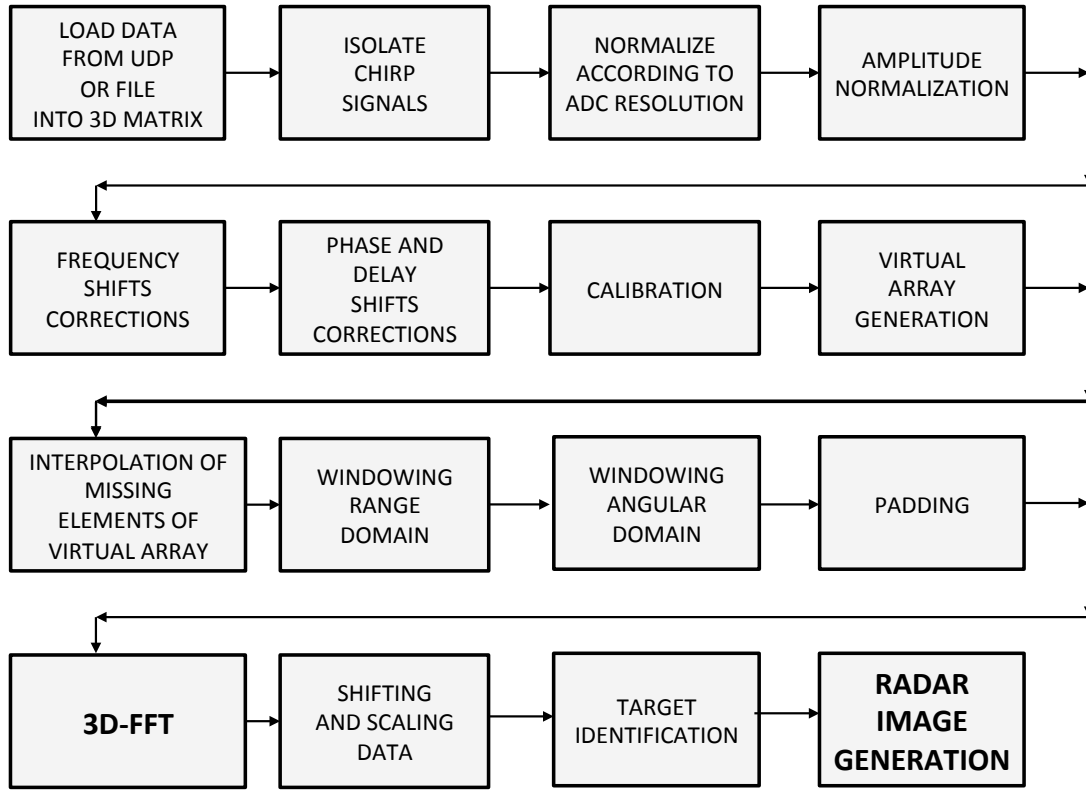 LOAD DATA
FROM UDP
OR FILE
INTO 3D MATRIX
ISOLATE
CHIRP
SIGNALS
NORMALIZE
ACCORDING TO
ADC RESOLUTION
AMPLITUDE
NORMALIZATION
FREQUENCY
SHIFTS
CORRECTIONS
PHASE AND
DELAY
SHIFTS
CORRECTIONS
CALIBRATION
VIRTUAL
ARRAY
GENERATION
INTERPOLATION OF
MISSING
ELEMENTS OF
VIRTUAL ARRAY
WINDOWING
RANGE
DOMAIN
WINDOWING
ANGULAR
DOMAIN
PADDING
3D-FFT
SHIFTING
AND SCALING
DATA
TARGET
IDENTIFICATION
RADAR
IMAGE
GENERATION